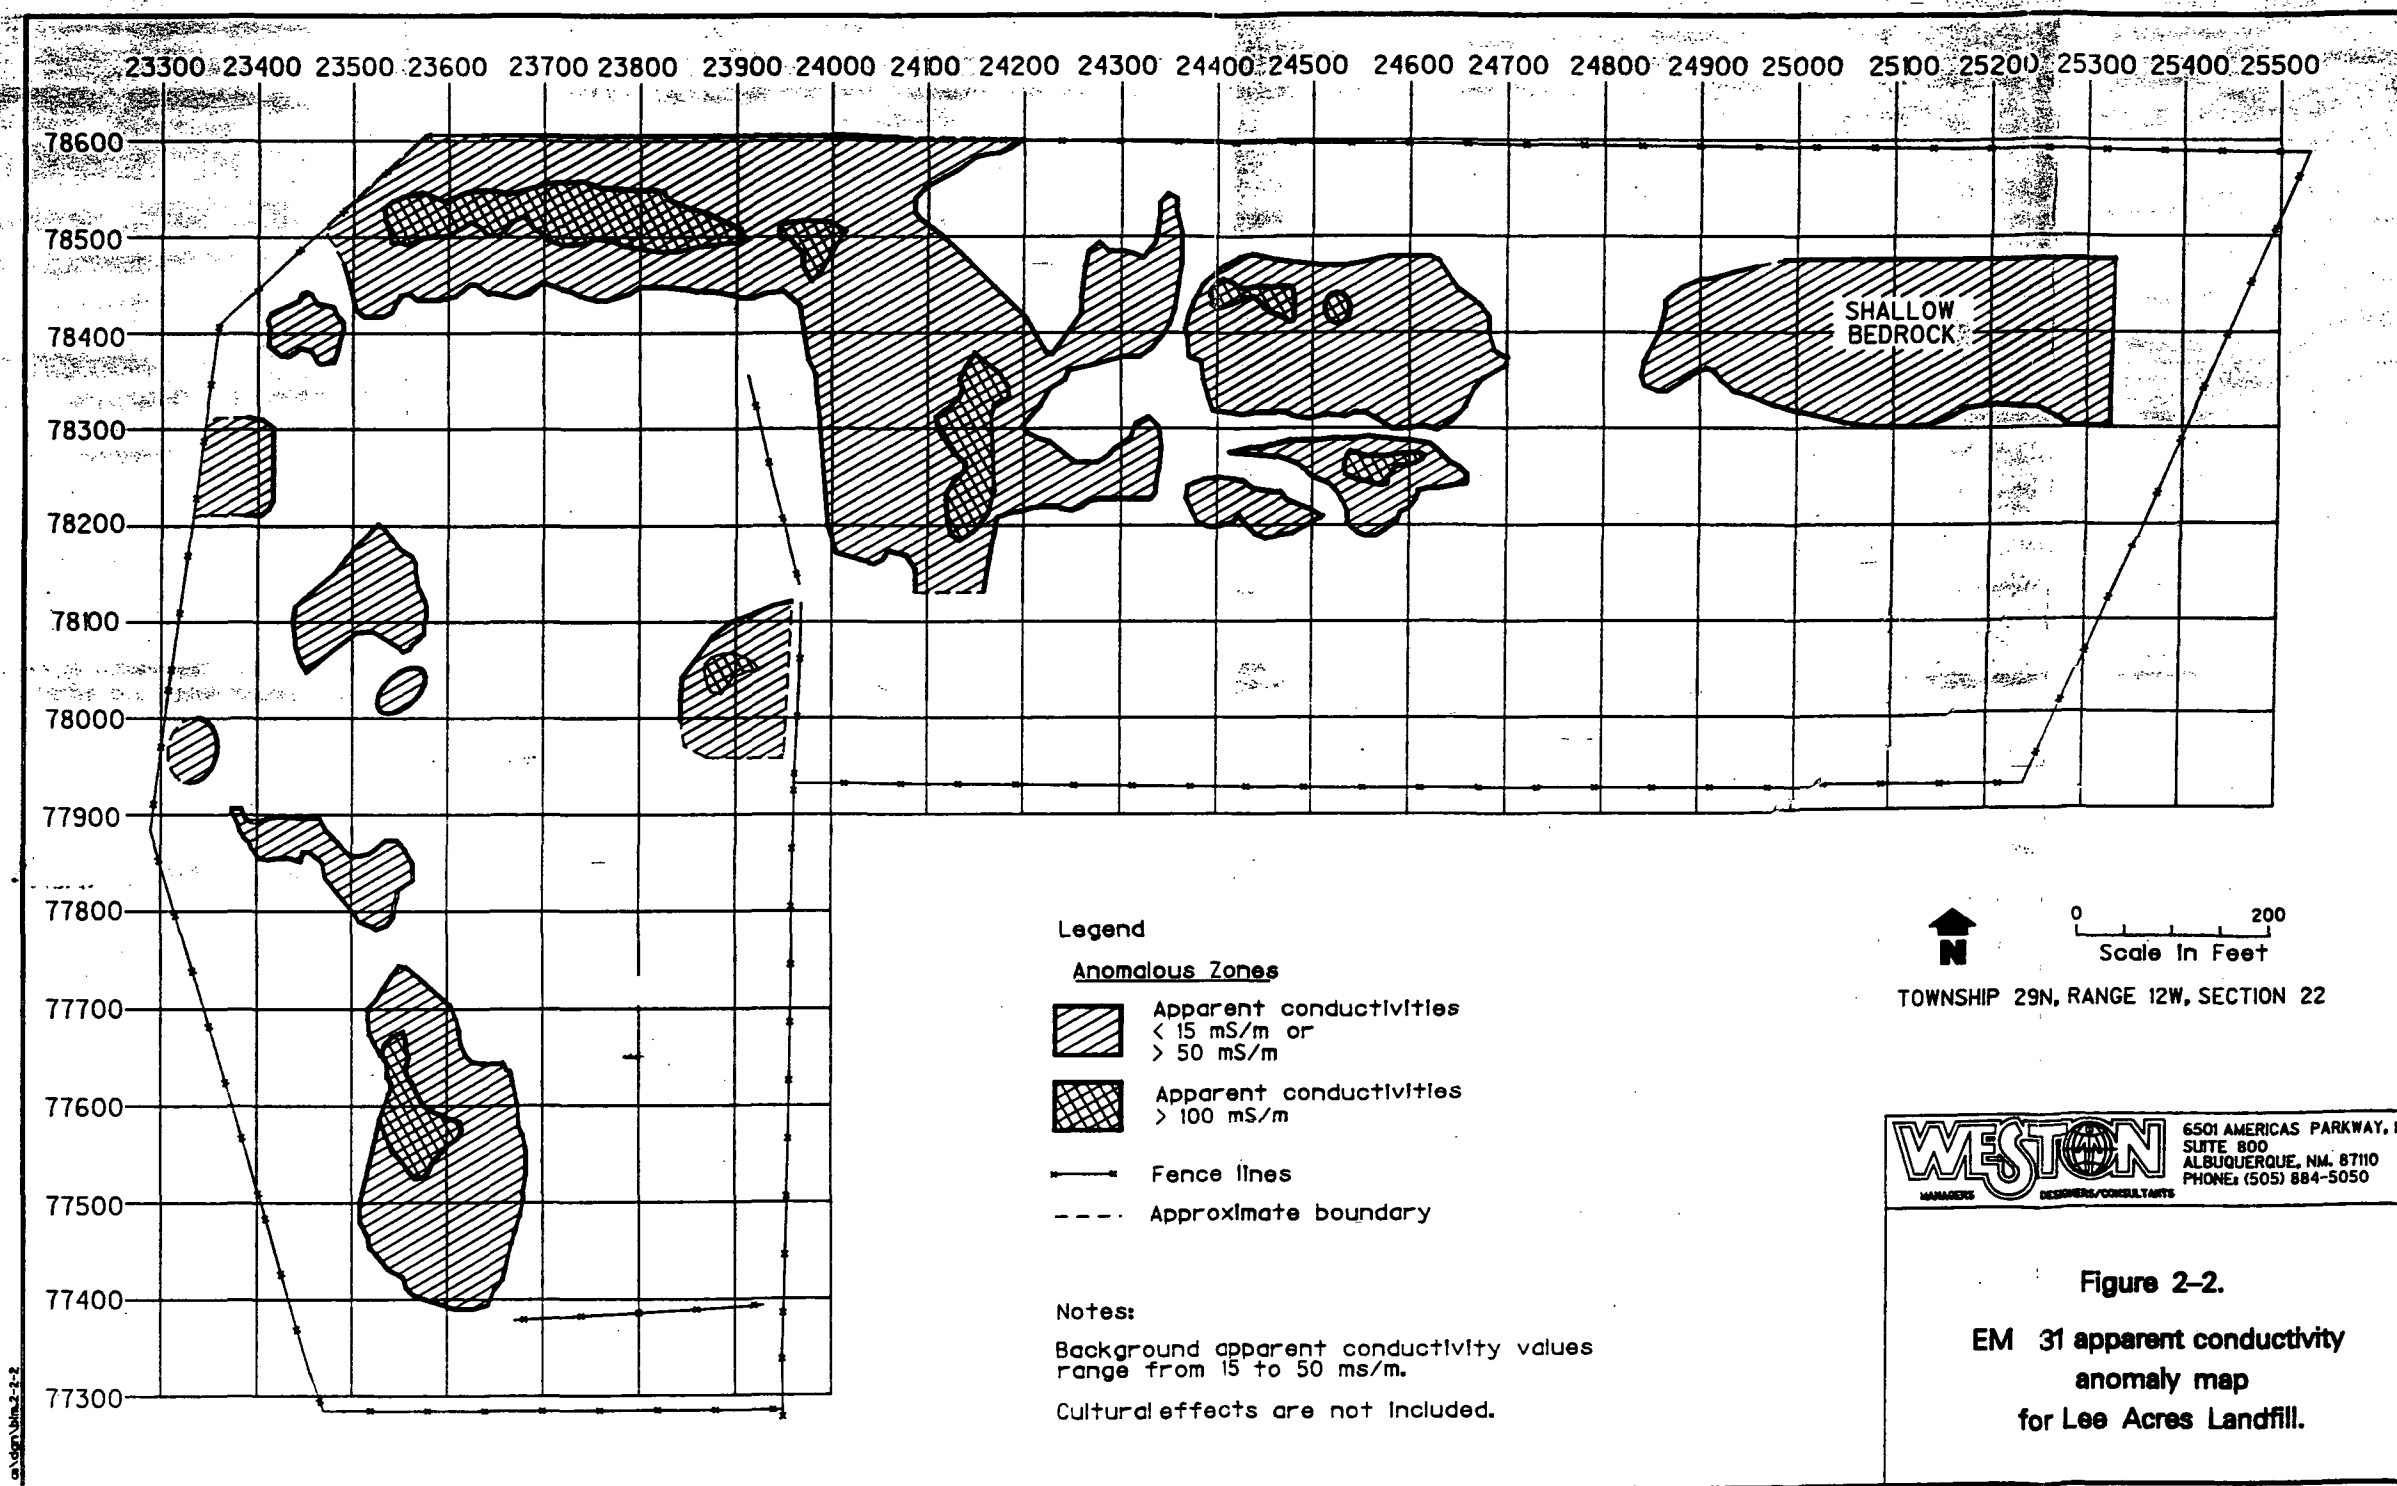 23300 23400 23500 23600 23700 23800 23900 24000 24100 24200 24300 24400 24500 24600 24700 24800 24900 25000 25100 25200 25300 25400 25500
78600
78500
78400
78300
78200
78100
78000
77900
77800
77700
77600
77500
77400
77300
SHALLOW
BEDROCK
Legend
Anomalous Zones
Apparent conductivities
< 15 mS/m or
> 50 mS/m
Apparent conductivities
> 100 mS/m
Fence lines
Approximate boundary
Notes:
Background apparent conductivity values
range from 15 to 50 ms/m.
Cultural effects are not included.
N
0 200
Scale in Feet
TOWNSHIP 29N, RANGE 12W, SECTION 22
WESTON
MANAGERS DESIGNERS/CONSULTANTS
6501 AMERICAS PARKWAY,
SUITE 800
ALBUQUERQUE, NM. 87110
PHONE: (505) 884-5050
Figure 2-2.
EM 31 apparent conductivity
anomaly map
for Lee Acres Landfill.